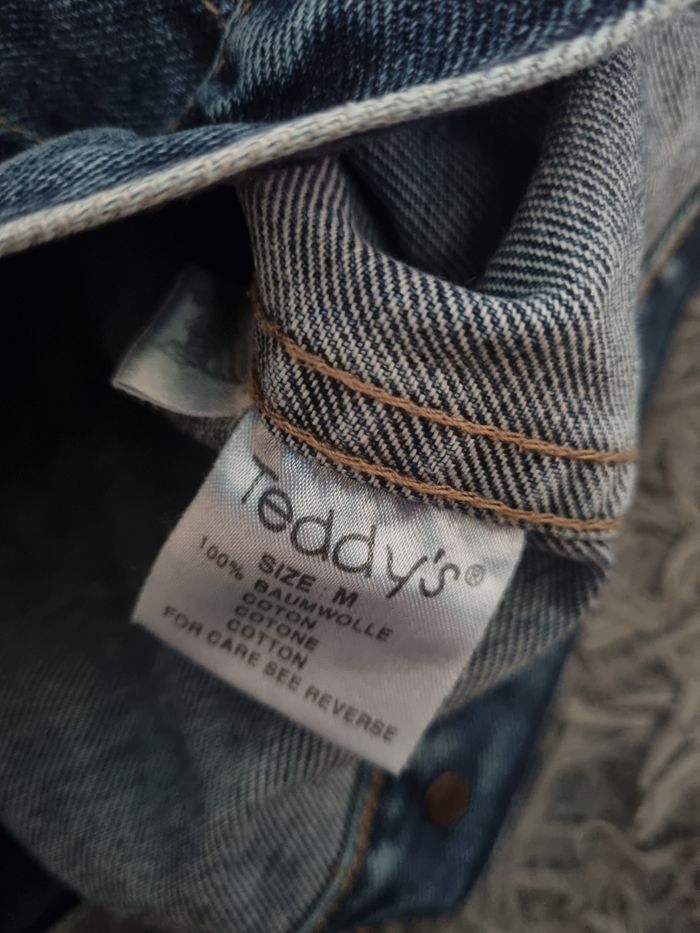 Teddy's®
SIZE : M
100% BAUMWOLLE
COTON
COTONE
COTTON
FOR CARE SEE REVERSE